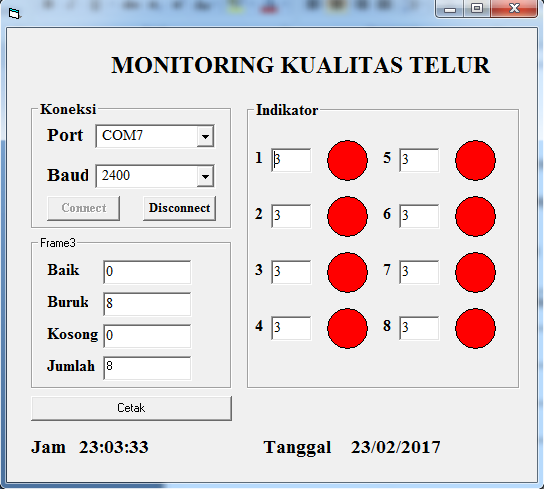 MONITORING KUALITAS TELUR
Koneksi
Port COM7
Baud 2400
Connect Disconnect
Frame3
Baik 0
Buruk 8
Kosong 0
Jumlah 8
Cetak
Indikator
1 3 5 3
2 3 6 3
3 3 7 3
4 3 8 3
Jam 23:03:33 Tanggal 23/02/2017